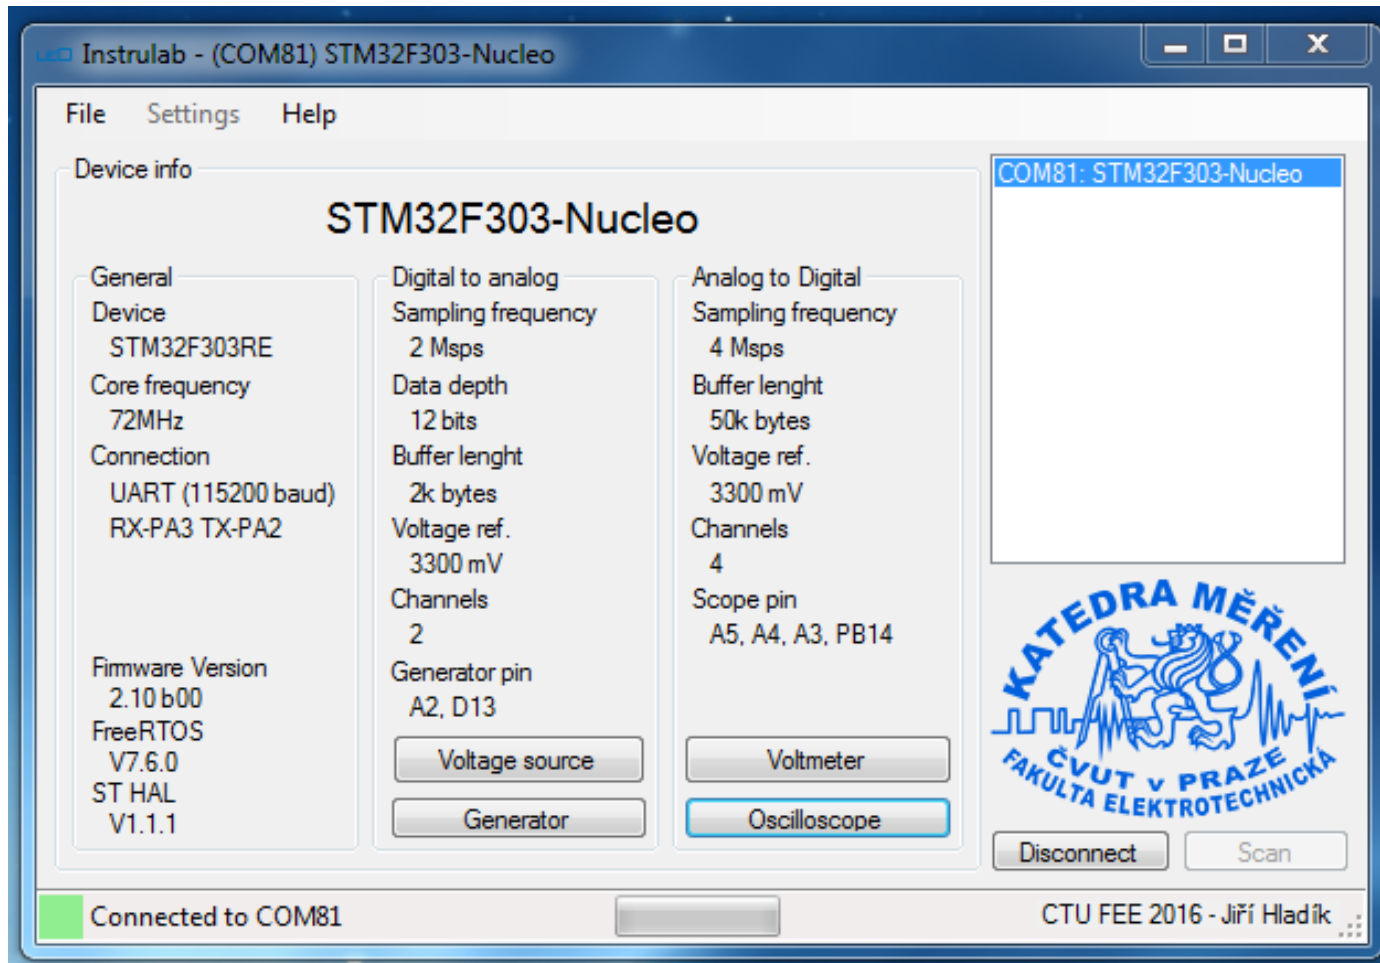 Instrulab - (COM81) STM32F303-Nucleo
File Settings Help
Device info
STM32F303-Nucleo
General
Device
STM32F303RE
Core frequency
72MHz
Connection
UART (115200 baud)
RX-PA3 TX-PA2
Firmware Version
2.10 b00
FreeRTOS
V7.6.0
ST HAL
V1.1.1
Digital to analog
Sampling frequency
2 Msps
Data depth
12 bits
Buffer lenght
2k bytes
Voltage ref.
3300 mV
Channels
2
Generator pin
A2, D13
Voltage source
Generator
Analog to Digital
Sampling frequency
4 Msps
Buffer lenght
50k bytes
Voltage ref.
3300 mV
Channels
4
Scope pin
A5, A4, A3, PB14
Voltmeter
Oscilloscope
COM81: STM32F303-Nucleo
KATEDRA MĚŘENÍ
ČVUT V PRAZE
FAKULTA ELEKTROTECHNICKÁ
Disconnect Scan
Connected to COM81
CTU FEE 2016 - Jiří Hladík